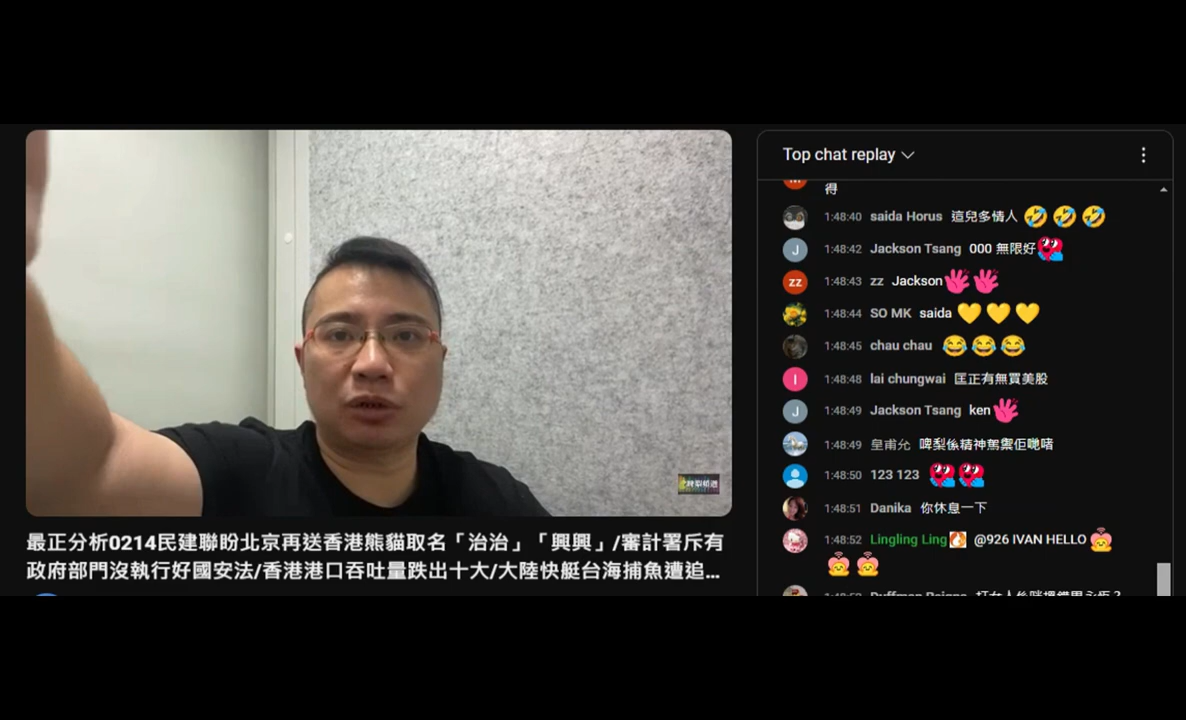 最正分析0214民建聯盼北京再送香港熊貓取名「治治」「興興」/審計署斥有
政府部門沒執行好國安法/香港港口吞吐量跌出十大/大陸快艇台海捕魚遭追...
Top chat replay
得
1:48:40 saida Horus 這兒多情人
1:48:42 Jackson Tsang 000 無限好
J
1:48:43 zz Jackson
zz
1:48:44 SO MK saida
1:48:45 chau chau
1:48:48 lai chungwai 匡正有無買美股
I
1:48:49 Jackson Tsang ken
J
1:48:49 皇甫允 啤梨係精神駕禦佢哋啫
1:48:50 123 123
1:48:51 Danika 你休息一下
1:48:52 Lingling Ling @926 IVAN HELLO